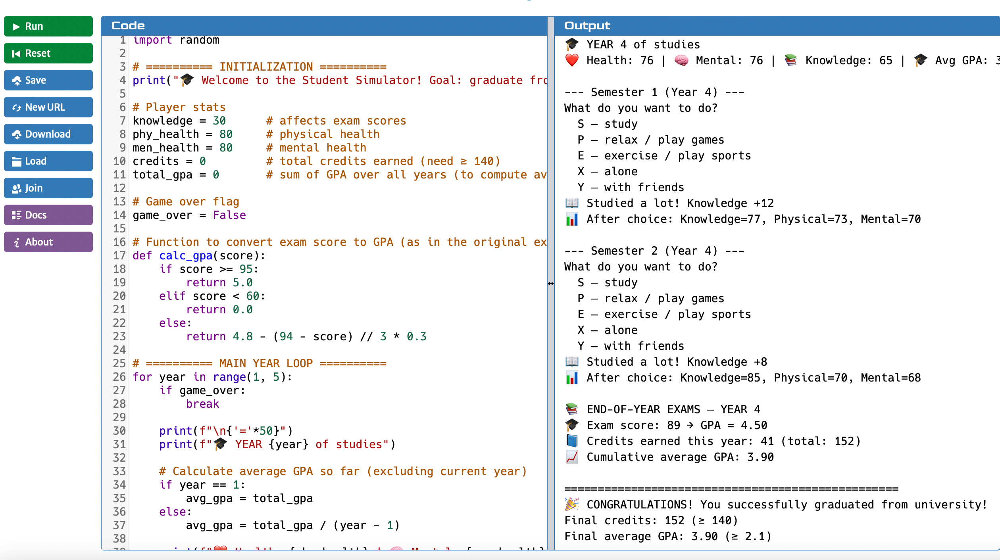 Run
Reset
Save
New URL
Download
Load
Join
Docs
About
Code
1 import random
2
3 # ========== INITIALIZATION ==========
4 print("🎓 Welcome to the Student Simulator! Goal: graduate fro
5
6 # Player stats
7 knowledge = 30      # affects exam scores
8 phy_health = 80     # physical health
9 men_health = 80     # mental health
10 credits = 0         # total credits earned (need ≥ 140)
11 total_gpa = 0       # sum of GPA over all years (to compute av
12
13 # Game over flag
14 game_over = False
15
16 # Function to convert exam score to GPA (as in the original ex
17 def calc_gpa(score):
18     if score >= 95:
19         return 5.0
20     elif score < 60:
21         return 0.0
22     else:
23         return 4.8 - (94 - score) // 3 * 0.3
24
25 # ========== MAIN YEAR LOOP ==========
26 for year in range(1, 5):
27     if game_over:
28         break
29
30     print(f"\n{'='*50}")
31     print(f"🎓 YEAR {year} of studies")
32
33     # Calculate average GPA so far (excluding current year)
34     if year == 1:
35         avg_gpa = total_gpa
36     else:
37         avg_gpa = total_gpa / (year - 1)
38
Output
🎓 YEAR 4 of studies
❤️ Health: 76 | 🧠 Mental: 76 | 📚 Knowledge: 65 | 🎓 Avg GPA: 3

--- Semester 1 (Year 4) ---
What do you want to do?
  S – study
  P – relax / play games
  E – exercise / play sports
  X – alone
  Y – with friends
📖 Studied a lot! Knowledge +12
📊 After choice: Knowledge=77, Physical=73, Mental=70

--- Semester 2 (Year 4) ---
What do you want to do?
  S – study
  P – relax / play games
  E – exercise / play sports
  X – alone
  Y – with friends
📖 Studied a lot! Knowledge +8
📊 After choice: Knowledge=85, Physical=70, Mental=68

📚 END-OF-YEAR EXAMS – YEAR 4
🎓 Exam score: 89 → GPA = 4.50
📘 Credits earned this year: 41 (total: 152)
📈 Cumulative average GPA: 3.90

==================================================
🎉 CONGRATULATIONS! You successfully graduated from university!
Final credits: 152 (≥ 140)
Final average GPA: 3.90 (≥ 2.1)